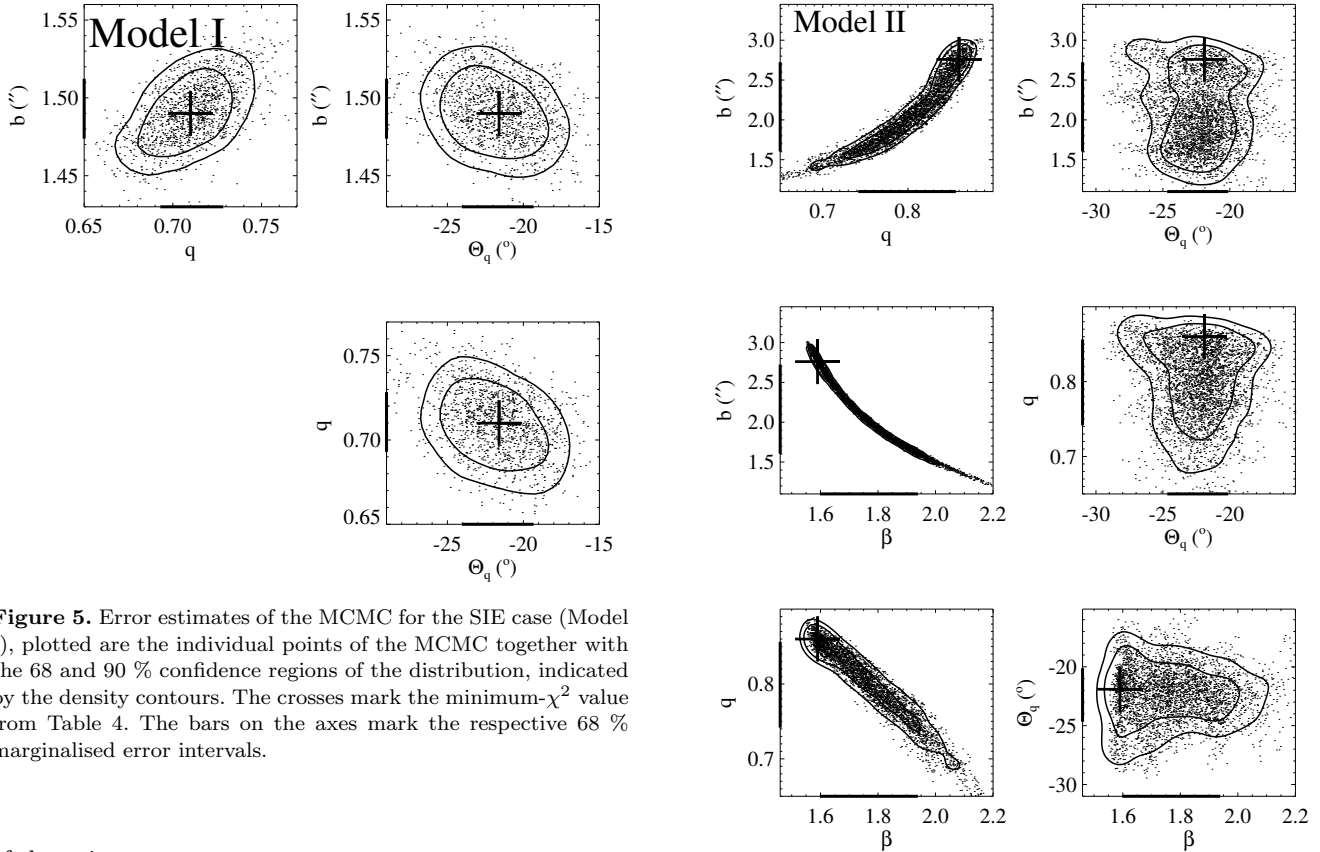 Model I
1.55
1.50
1.45
b (″)
0.65
0.70
0.75
q
1.55
1.50
1.45
b (″)
-25
-20
-15
Θq (°)
0.75
0.70
0.65
q
-25
-20
-15
Θq (°)
Figure 5. Error estimates of the MCMC for the SIE case (Model
), plotted are the individual points of the MCMC together with
the 68 and 90 % confidence regions of the distribution, indicated
by the density contours. The crosses mark the minimum-χ² value
from Table 4. The bars on the axes mark the respective 68 %
marginalised error intervals.
Model II
3.0
2.5
2.0
1.5
b (″)
0.7
0.8
q
3.0
2.5
2.0
1.5
b (″)
-30
-25
-20
Θq (°)
3.0
2.5
2.0
1.5
b (″)
1.6
1.8
2.0
2.2
β
0.8
0.7
q
-30
-25
-20
Θq (°)
0.8
0.7
q
1.6
1.8
2.0
2.2
β
-20
-25
-30
Θq (°)
1.6
1.8
2.0
2.2
β